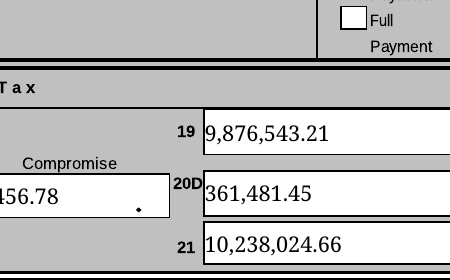 Full
Payment
Tax
19 9,876,543.21
Compromise
456.78
20D 361,481.45
21 10,238,024.66